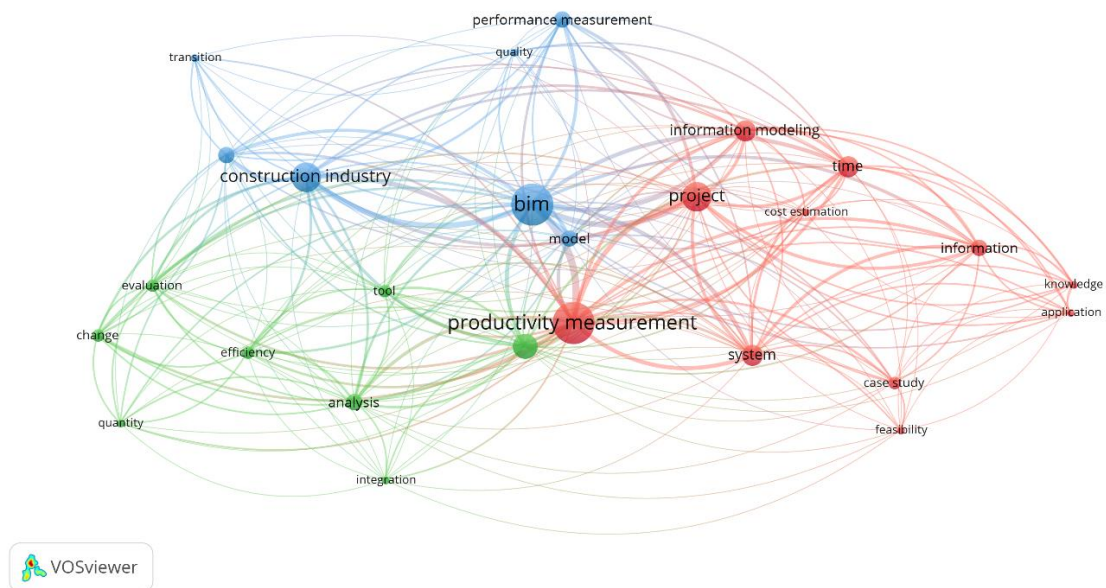 performance measurement
quality
transition
information modeling
time
construction industry
project
bim
cost estimation
model
information
knowledge
evaluation
tool
application
productivity measurement
change
efficiency
system
case study
analysis
quantity
feasibility
integration
VOSviewer